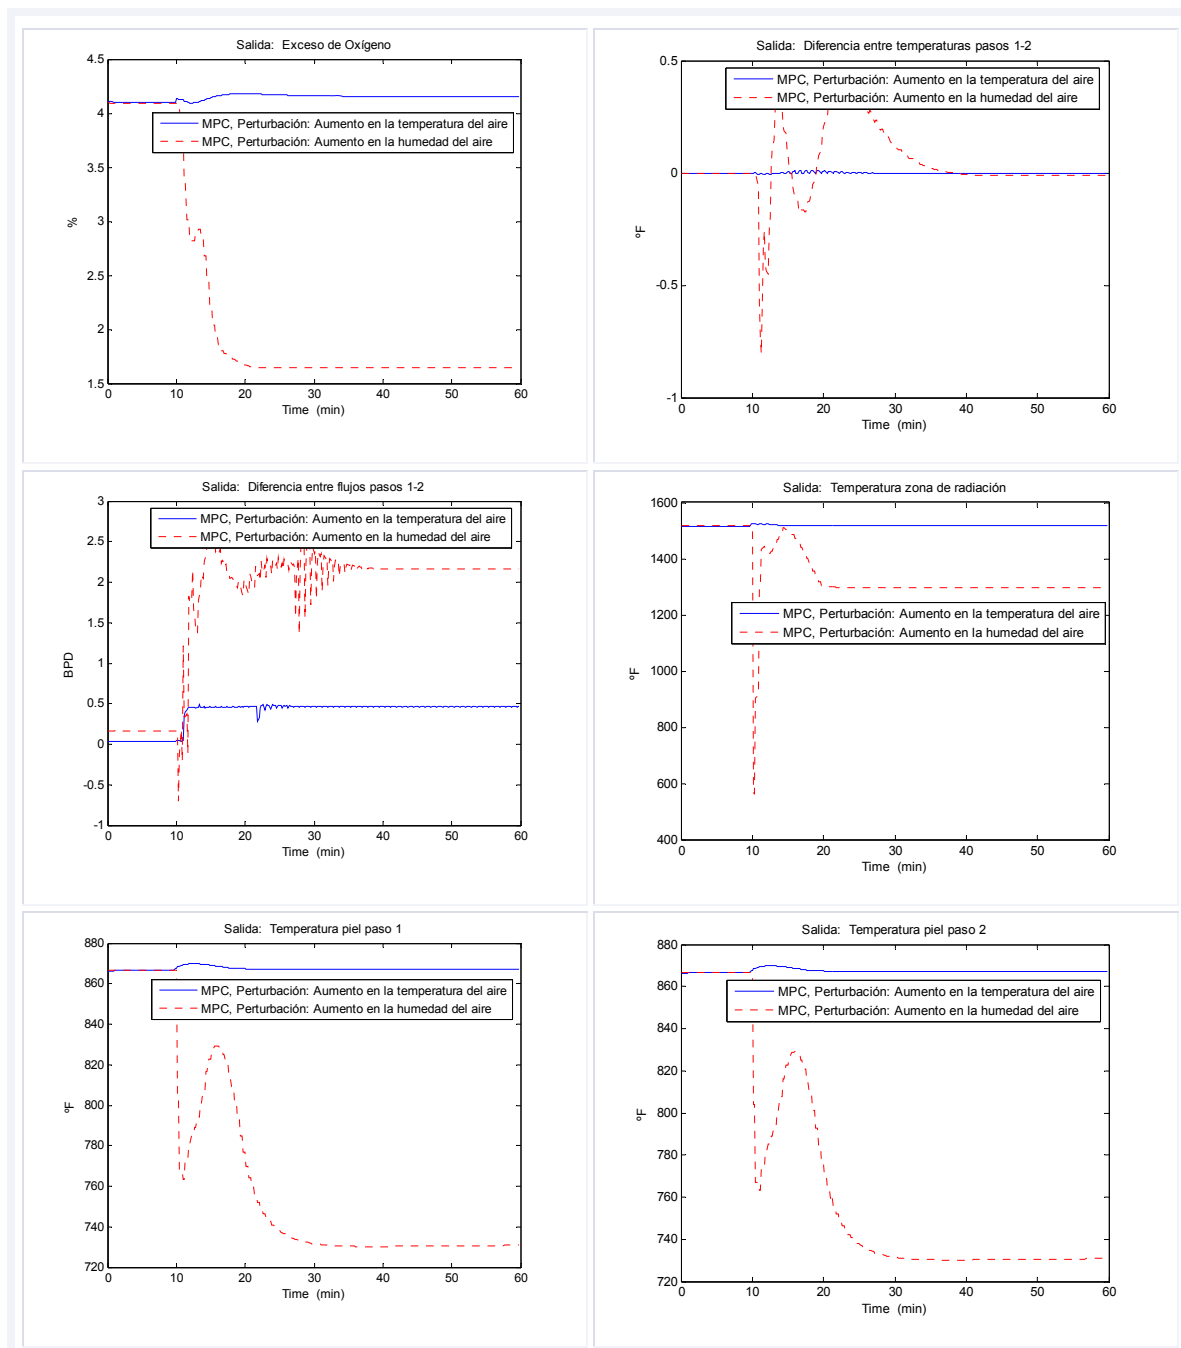 Salida: Exceso de Oxígeno
4.5
4
3.5
3
2.5
2
1.5
%
MPC, Perturbación: Aumento en la temperatura del aire
MPC, Perturbación: Aumento en la humedad del aire
0 10 20 30 40 50 60
Time (min)
Salida: Diferencia entre temperaturas pasos 1-2
0.5
0
-0.5
-1
ºF
MPC, Perturbación: Aumento en la temperatura del aire
MPC, Perturbación: Aumento en la humedad del aire
0 10 20 30 40 50 60
Time (min)
Salida: Diferencia entre flujos pasos 1-2
3
2.5
2
1.5
1
0.5
0
-0.5
-1
BPD
MPC, Perturbación: Aumento en la temperatura del aire
MPC, Perturbación: Aumento en la humedad del aire
0 10 20 30 40 50 60
Time (min)
Salida: Temperatura zona de radiación
1600
1400
1200
1000
800
600
400
ºF
MPC, Perturbación: Aumento en la temperatura del aire
MPC, Perturbación: Aumento en la humedad del aire
0 10 20 30 40 50 60
Time (min)
Salida: Temperatura piel paso 1
880
860
840
820
800
780
760
740
720
ºF
MPC, Perturbación: Aumento en la temperatura del aire
MPC, Perturbación: Aumento en la humedad del aire
0 10 20 30 40 50 60
Time (min)
Salida: Temperatura piel paso 2
880
860
840
820
800
780
760
740
720
ºF
MPC, Perturbación: Aumento en la temperatura del aire
MPC, Perturbación: Aumento en la humedad del aire
0 10 20 30 40 50 60
Time (min)